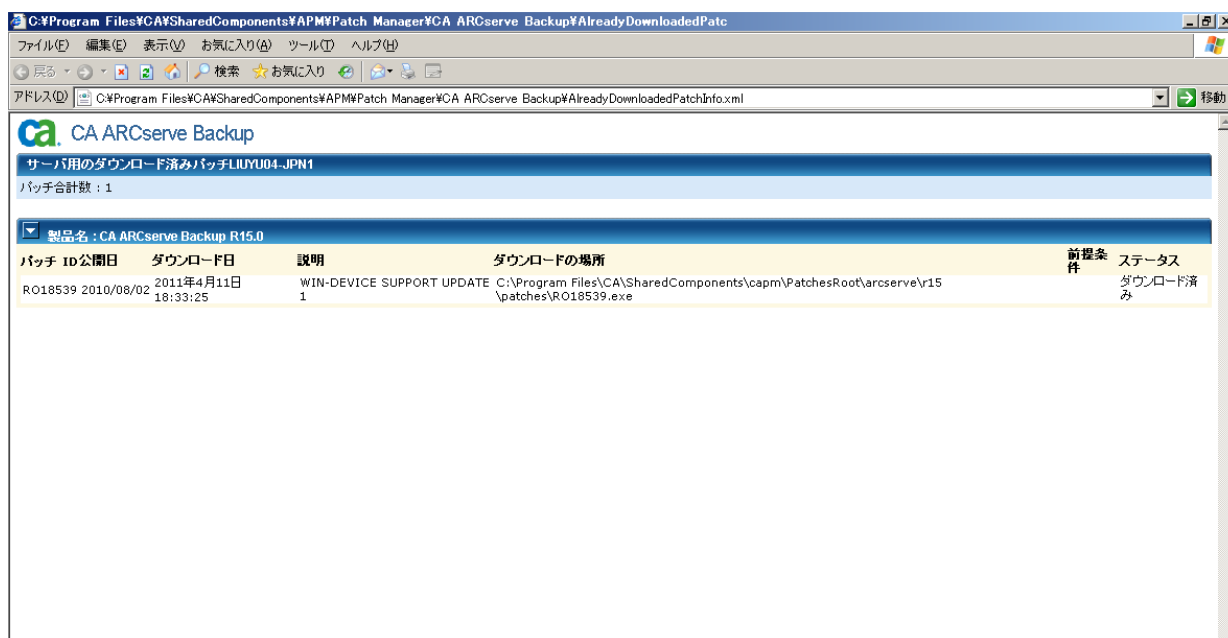 C:¥Program Files¥CA¥SharedComponents¥APM¥Patch Manager¥CA ARCserve Backup¥AlreadyDownloadedPatc
ファイル(F) 編集(E) 表示(V) お気に入り(A) ツール(T) ヘルプ(H)
戻る 検索 お気に入り
アドレス(D) C:¥Program Files¥CA¥SharedComponents¥APM¥Patch Manager¥CA ARCserve Backup¥AlreadyDownloadedPatchInfo.xml 移動
ca. CA ARCserve Backup
サーバ用のダウンロード済みパッチLIUYU04-JPN1
パッチ合計数 : 1
製品名 : CA ARCserve Backup R15.0
パッチ ID公開日 ダウンロード日 説明 ダウンロードの場所 前提条件 ステータス
RO18539 2010/08/02 2011年4月11日 WIN-DEVICE SUPPORT UPDATE C:\Program Files\CA\SharedComponents\capm\PatchesRoot\arcserve\r15 ダウンロード済
18:33:25 1 \patches\RO18539.exe み